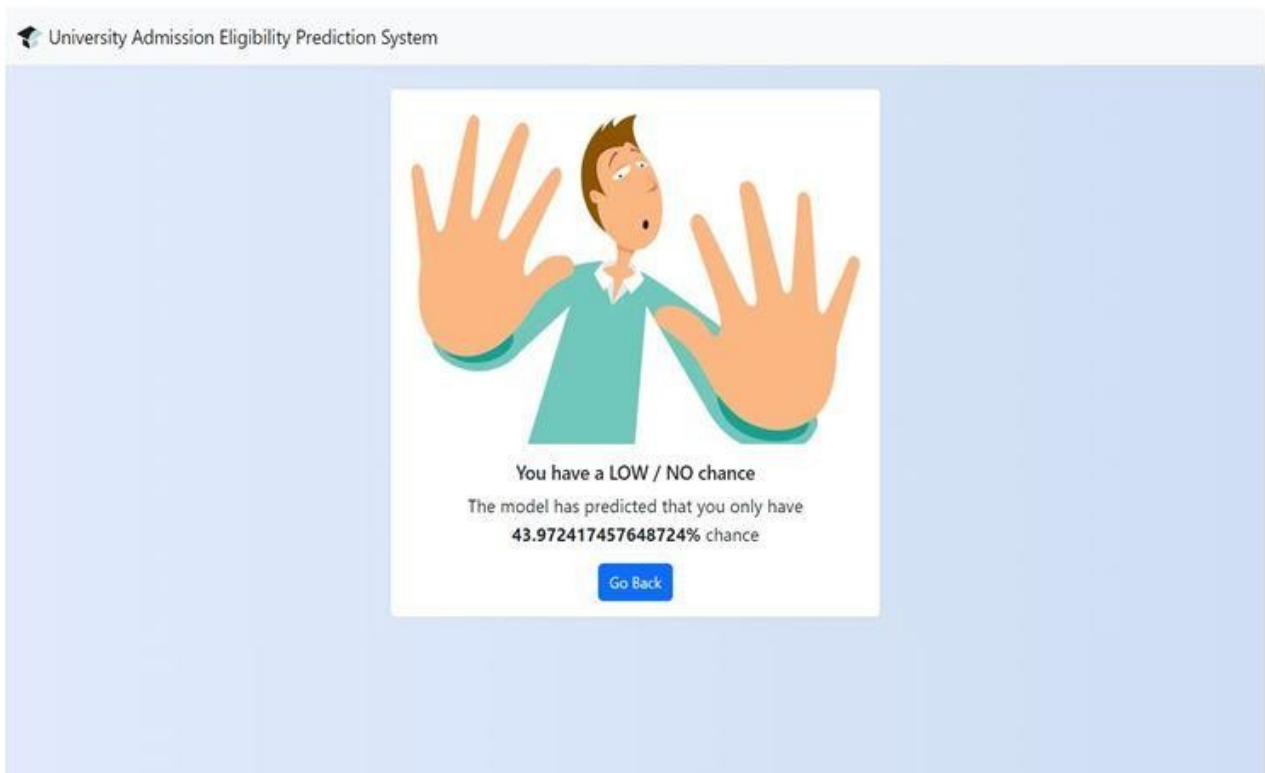 University Admission Eligibility Prediction System
You have a LOW / NO chance
The model has predicted that you only have
43.972417457648724% chance
Go Back